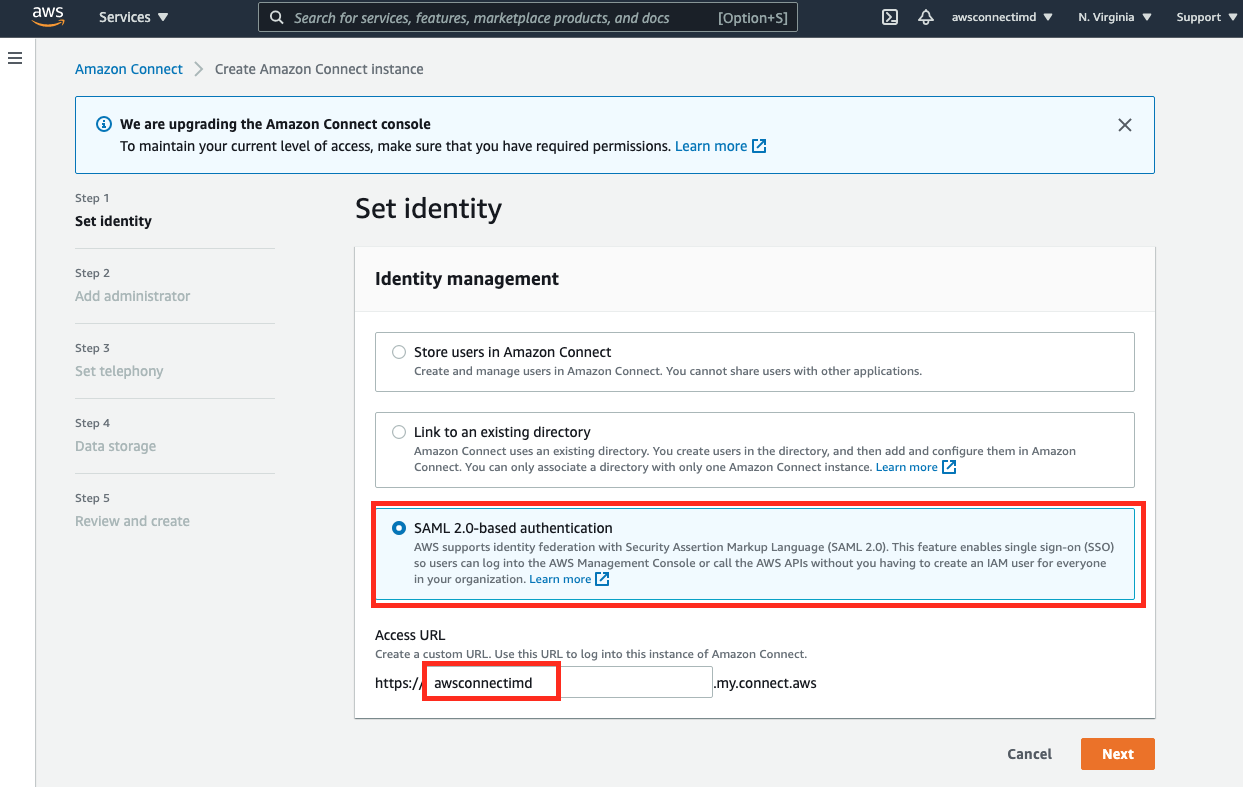 aws
Services
Search for services, features, marketplace products, and docs
[Option+S]
awsconnectimd
N. Virginia
Support
Amazon Connect
Create Amazon Connect instance
We are upgrading the Amazon Connect console
To maintain your current level of access, make sure that you have required permissions. Learn more
Step 1
Set identity
Step 2
Add administrator
Step 3
Set telephony
Step 4
Data storage
Step 5
Review and create
Set identity
Identity management
Store users in Amazon Connect
Create and manage users in Amazon Connect. You cannot share users with other applications.
Link to an existing directory
Amazon Connect uses an existing directory. You create users in the directory, and then add and configure them in Amazon
Connect. You can only associate a directory with only one Amazon Connect instance. Learn more
SAML 2.0-based authentication
AWS supports identity federation with Security Assertion Markup Language (SAML 2.0). This feature enables single sign-on (SSO)
so users can log into the AWS Management Console or call the AWS APIs without you having to create an IAM user for everyone
in your organization. Learn more
Access URL
Create a custom URL. Use this URL to log into this instance of Amazon Connect.
https:// awsconnectimd .my.connect.aws
Cancel
Next